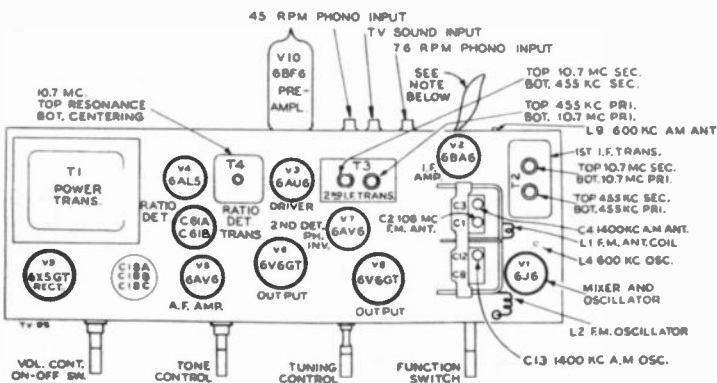 45 RPM PHONO INPUT
TV SOUND INPUT
76 RPM PHONO INPUT
V10
6BF6
PRE-
AMPL.
SEE
NOTE
BELOW
TOP 10.7 MC SEC.
BOT. 455 KC SEC.
TOP 455 KC PRI.
BOT. 10.7 MC PRI.
10.7 MC.
TOP RESONANCE
BOT. CENTERING
L9 600 KC AM ANT
1ST I.F. TRANS.
T1
POWER
TRANS.
V4
6AL5
RATIO
DET
T4
RATIO
DET
TRANS
V3
6AU6
DRIVER
T3
2ND I.F. TRANS.
V2
6BA6
I.F.
AMP.
T2
TOP 10.7 MC SEC.
BOT. 10.7 MC PRI.
TOP 455 KC SEC.
BOT. 455 KC PRI.
C61A
C61B
2ND DET.
PH.
INV.
V7
6AV6
C2 108 MC
F.M. ANT.
C3
C1
C4 1400 KC A.M ANT.
L1 F.M. ANT. COIL
L4 600 KC OSC.
V9
6X5GT
RECT.
C18A
C18B
C18C
V5
6AV6
A.F. AMP.
V6
6V6GT
OUTPUT
V8
6V6GT
OUTPUT
C12
C8
V1
6J6
MIXER AND
OSCILLATOR
L2 F.M. OSCILLATOR
C13 1400 KC A.M OSC.
VOL. CONT.
ON-OFF SW.
TONE
CONTROL
TUNING
CONTROL
FUNCTION
SWITCH